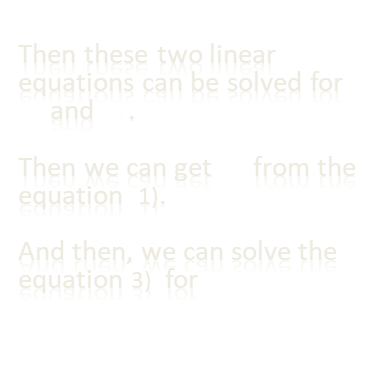 Then these two linear
equations can be solved for
and .
Then we can get from the
equation 1).
And then, we can solve the
equation 3) for